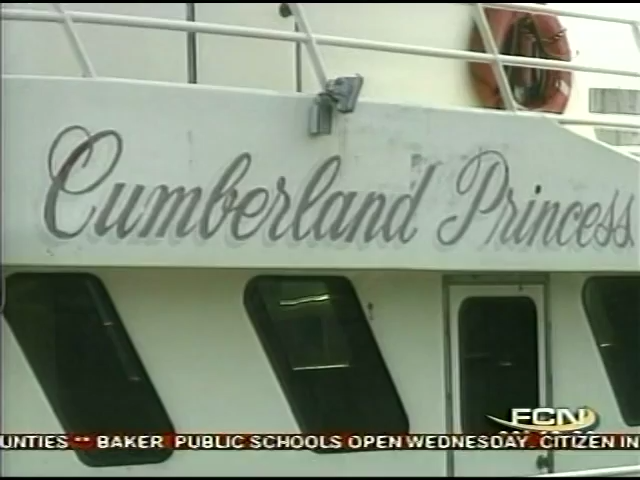 Cumberland Princess
FCN
UNTIES ** BAKER PUBLIC SCHOOLS OPEN WEDNESDAY. CITIZEN IN